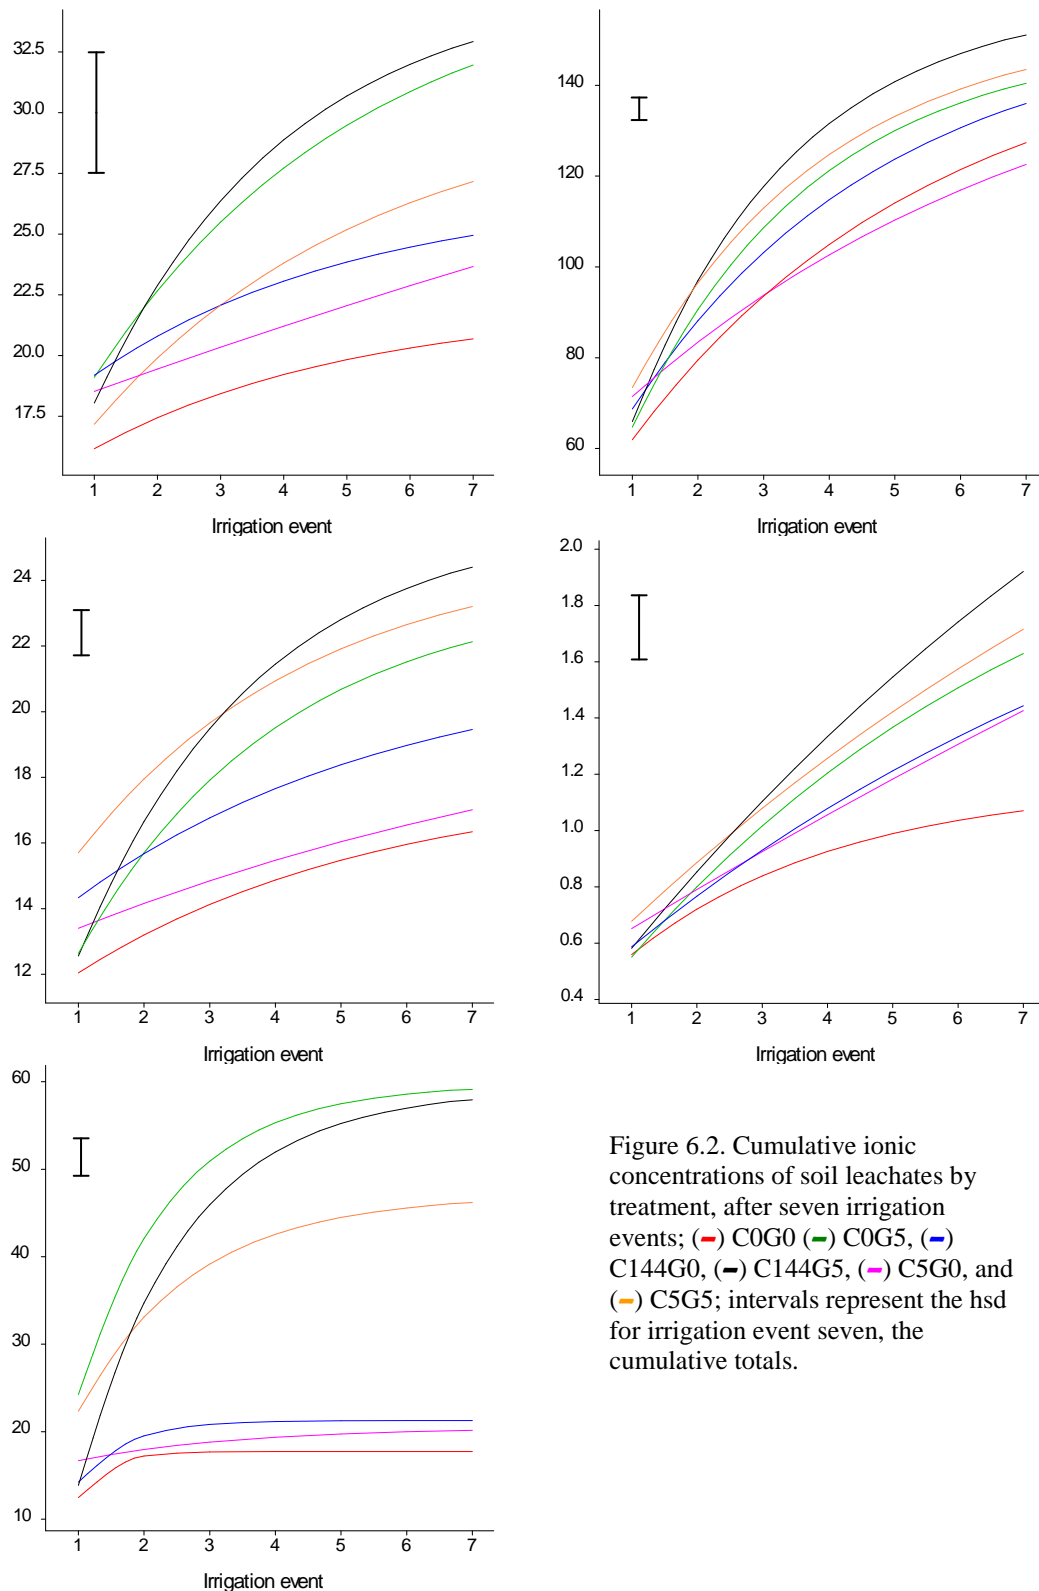 32.5
30.0
27.5
25.0
22.5
20.0
17.5
1 2 3 4 5 6 7
Irrigation event
140
120
100
80
60
1 2 3 4 5 6 7
Irrigation event
24
22
20
18
16
14
12
1 2 3 4 5 6 7
Irrigation event
2.0
1.8
1.6
1.4
1.2
1.0
0.8
0.6
0.4
1 2 3 4 5 6 7
Irrigation event
60
50
40
30
20
10
1 2 3 4 5 6 7
Irrigation event
Figure 6.2. Cumulative ionic
concentrations of soil leachates by
treatment, after seven irrigation
events; (-) C0G0 (-) C0G5, (-)
C144G0, (-) C144G5, (-) C5G0, and
(-) C5G5; intervals represent the hsd
for irrigation event seven, the
cumulative totals.